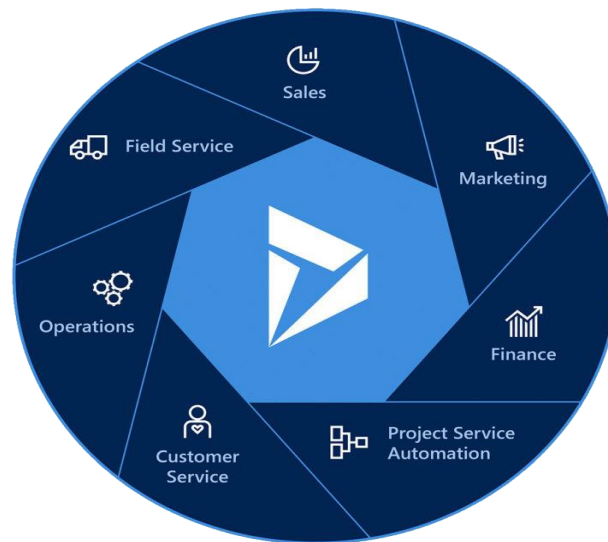 Sales
Marketing
Finance
Project Service
Automation
Customer
Service
Operations
Field Service